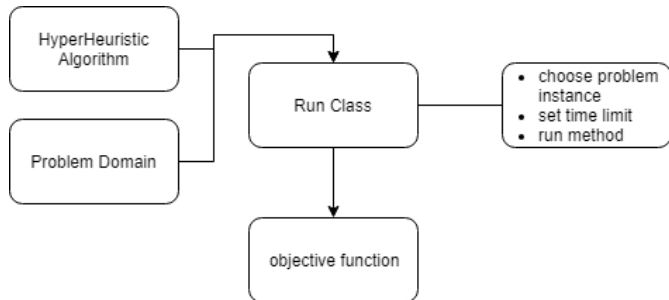 HyperHeuristic
Algorithm
Run Class
• choose problem
instance
• set time limit
• run method
Problem Domain
objective function